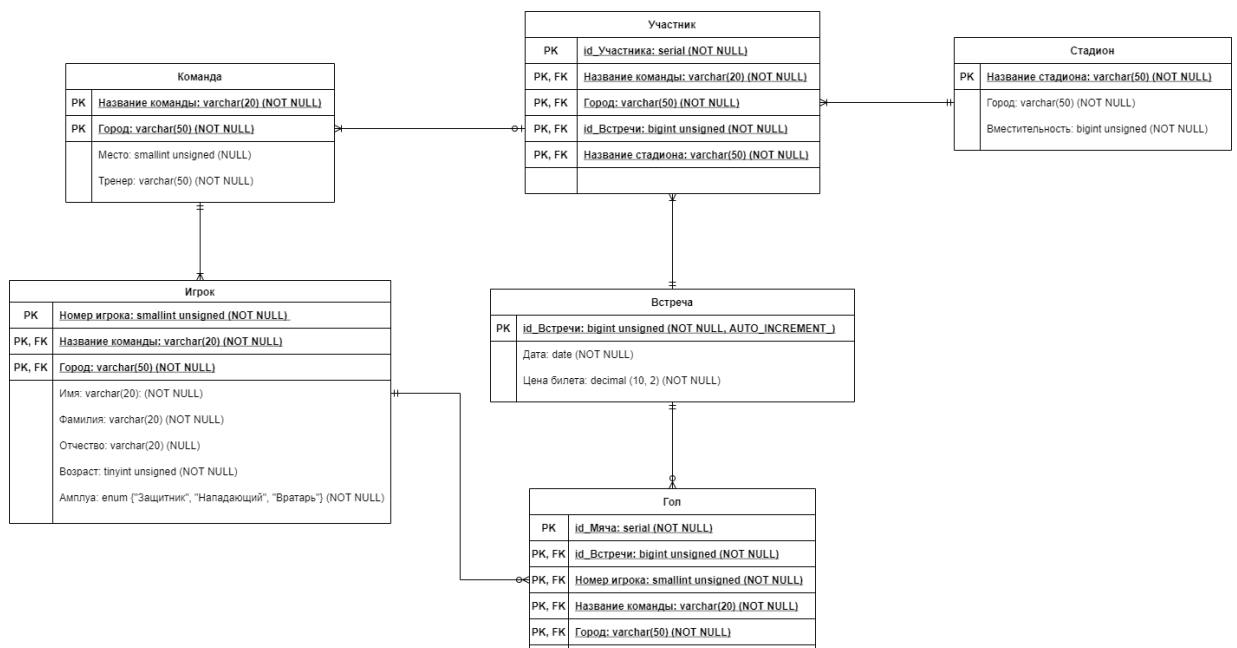 Участник
PK id_Участника: serial (NOT NULL)
PK, FK Название команды: varchar(20) (NOT NULL)
PK, FK Город: varchar(50) (NOT NULL)
PK, FK id_Встречи: bigint unsigned (NOT NULL)
PK, FK Название стадиона: varchar(50) (NOT NULL)
Стадион
PK Название стадиона: varchar(50) (NOT NULL)
Город: varchar(50) (NOT NULL)
Вместительность: bigint unsigned (NOT NULL)
Команда
PK Название команды: varchar(20) (NOT NULL)
PK Город: varchar(50) (NOT NULL)
Место: smallint unsigned (NULL)
Тренер: varchar(50) (NOT NULL)
Игрок
PK Номер игрока: smallint unsigned (NOT NULL)
PK, FK Название команды: varchar(20) (NOT NULL)
PK, FK Город: varchar(50) (NOT NULL)
Имя: varchar(20): (NOT NULL)
Фамилия: varchar(20) (NOT NULL)
Отчество: varchar(20) (NULL)
Возраст: tinyint unsigned (NOT NULL)
Амплуа: enum {"Защитник", "Нападающий", "Вратарь"} (NOT NULL)
Встреча
PK id_Встречи: bigint unsigned (NOT NULL, AUTO_INCREMENT_)
Дата: date (NOT NULL)
Цена билета: decimal (10, 2) (NOT NULL)
Гол
PK id_Мяча: serial (NOT NULL)
PK, FK id_Встречи: bigint unsigned (NOT NULL)
PK, FK Номер игрока: smallint unsigned (NOT NULL)
PK, FK Название команды: varchar(20) (NOT NULL)
PK, FK Город: varchar(50) (NOT NULL)